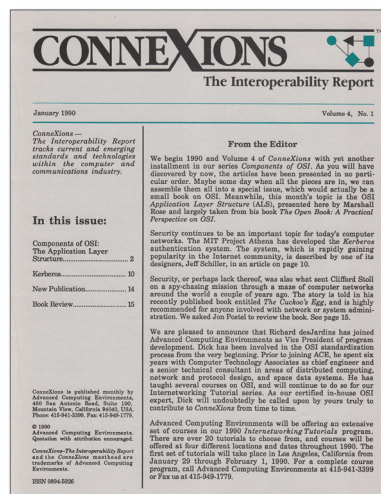 CONNEXIONS
The Interoperability Report
January 1990
Volume 4, No. 1
ConneXions —
The Interoperability Report
tracks current and emerging
standards and technologies
within the computer and
communications industry.
In this issue:
Components of OSI:
The Application Layer
Structure.......................... 2
Kerberos............................ 10
New Publication................ 14
Book Review...................... 15
ConneXions is published monthly by
Advanced Computing Environments,
480 San Antonio Road, Suite 100,
Mountain View, California 94040, USA.
Phone: 415-941-3399. Fax: 415-949-1779.
© 1990
Advanced Computing Environments.
Quotation with attribution encouraged.
ConneXions–The Interoperability Report
and the ConneXions masthead are
trademarks of Advanced Computing
Environments.
ISSN 0894-5926
From the Editor
We begin 1990 and Volume 4 of ConneXions with yet another
installment in our series Components of OSI. As you will have
discovered by now, the articles have been presented in no parti-
cular order. Maybe some day when all the pieces are in, we can
assemble them all into a special issue, which would actually be a
small book on OSI. Meanwhile, this month's topic is the OSI
Application Layer Structure (ALS), presented here by Marshall
Rose and largely taken from his book The Open Book: A Practical
Perspective on OSI.
Security continues to be an important topic for today's computer
networks. The MIT Project Athena has developed the Kerberos
authentication system. The system, which is rapidly gaining
popularity in the Internet community, is described by one of its
designers, Jeff Schiller, in an article on page 10.
Security, or perhaps lack thereof, was also what sent Clifford Stoll
on a spy-chasing mission through a maze of computer networks
around the world a couple of years ago. The story is told in his
recently published book entitled The Cuckoo's Egg, and is highly
recommended for anyone involved with network or system admini-
stration. We asked Jon Postel to review the book. See page 15.
We are pleased to announce that Richard desJardins has joined
Advanced Computing Environments as Vice President of program
development. Dick has been involved in the OSI standardization
process from the very beginning. Prior to joining ACE, he spent six
years with Computer Technology Associates as chief engineer and
a senior technical consultant in areas of distributed computing,
network and protocol design, and space data systems. He has
taught several courses on OSI, and will continue to do so for our
Internetworking Tutorial series. As our certified in-house OSI
expert, Dick will undoubtedly be called upon by yours truly to
contribute to ConneXions from time to time.
Advanced Computing Environments will be offering an extensive
set of courses in our 1990 Internetworking Tutorials program.
There are over 20 tutorials to choose from, and courses will be
offered at four different locations and dates throughout 1990. The
first set of tutorials will take place in Los Angeles, California from
January 29 through February 1, 1990. For a complete course
program, call Advanced Computing Environments at 415-941-3399
or Fax us at 415-949-1779.